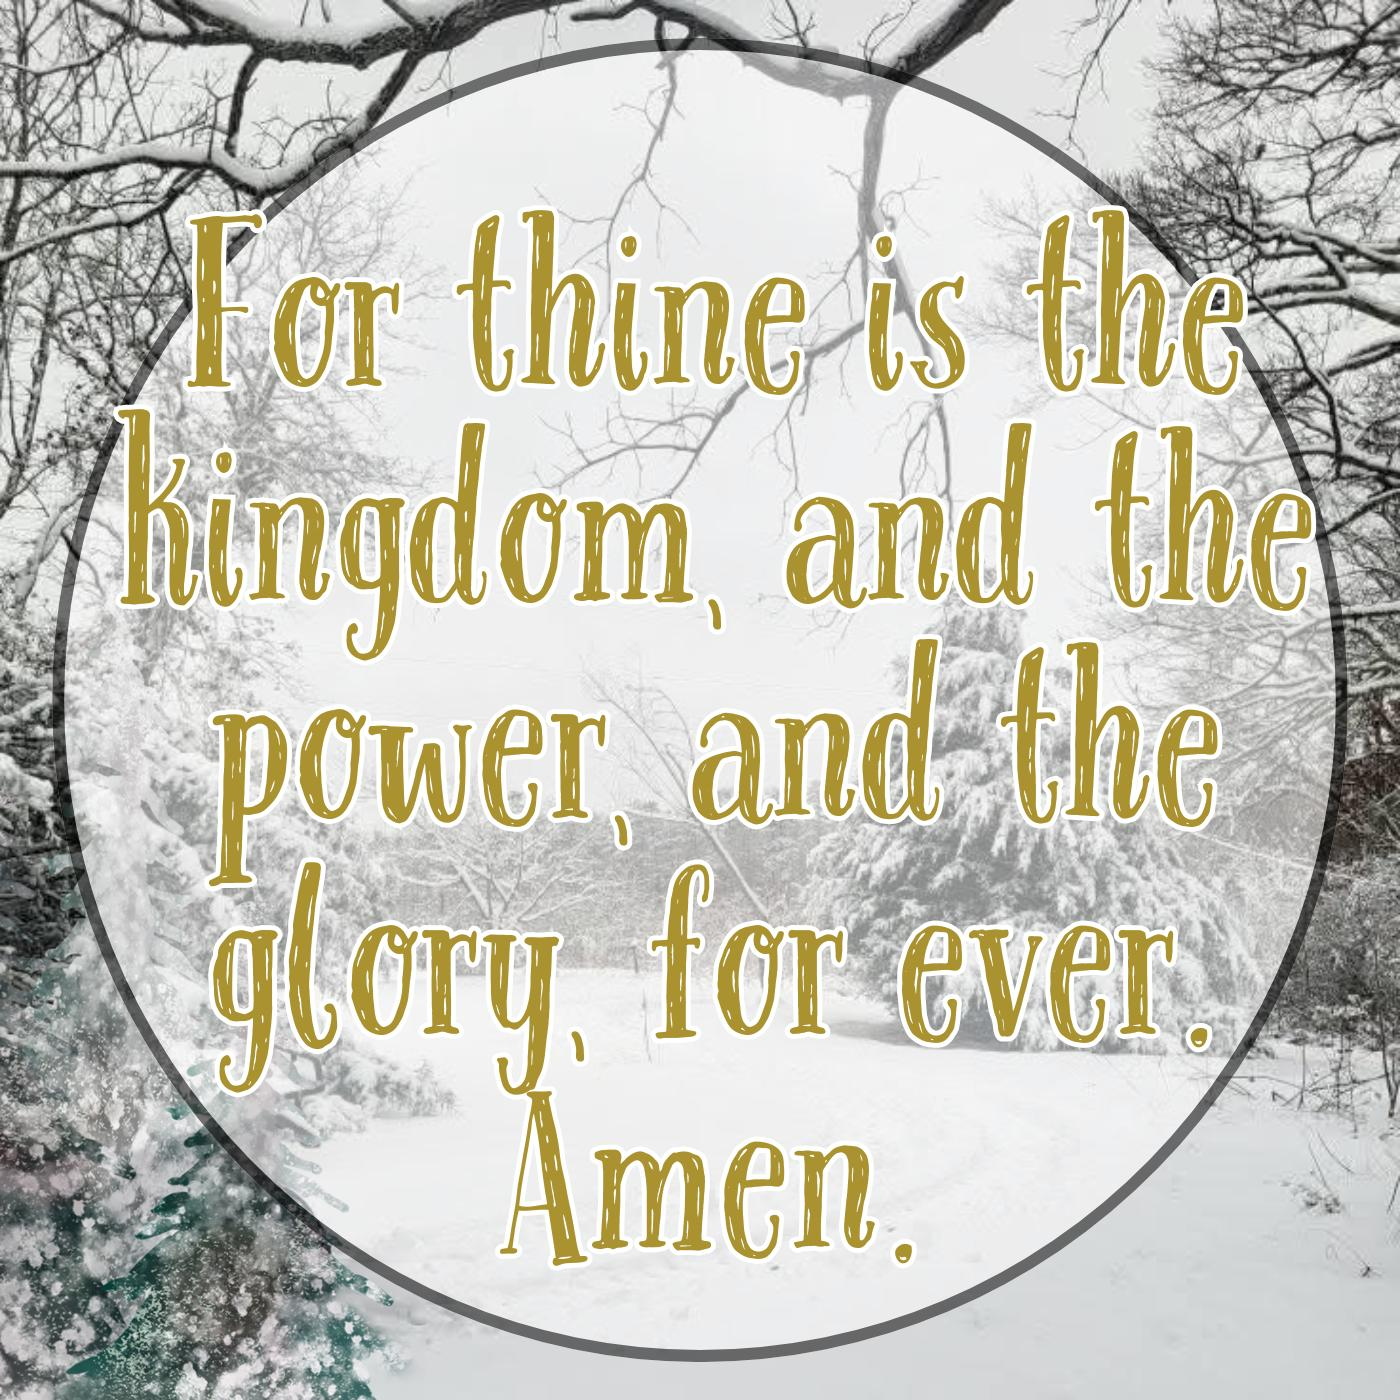 For thine is the
kingdom, and the
power, and the
glory, for ever.
Amen.